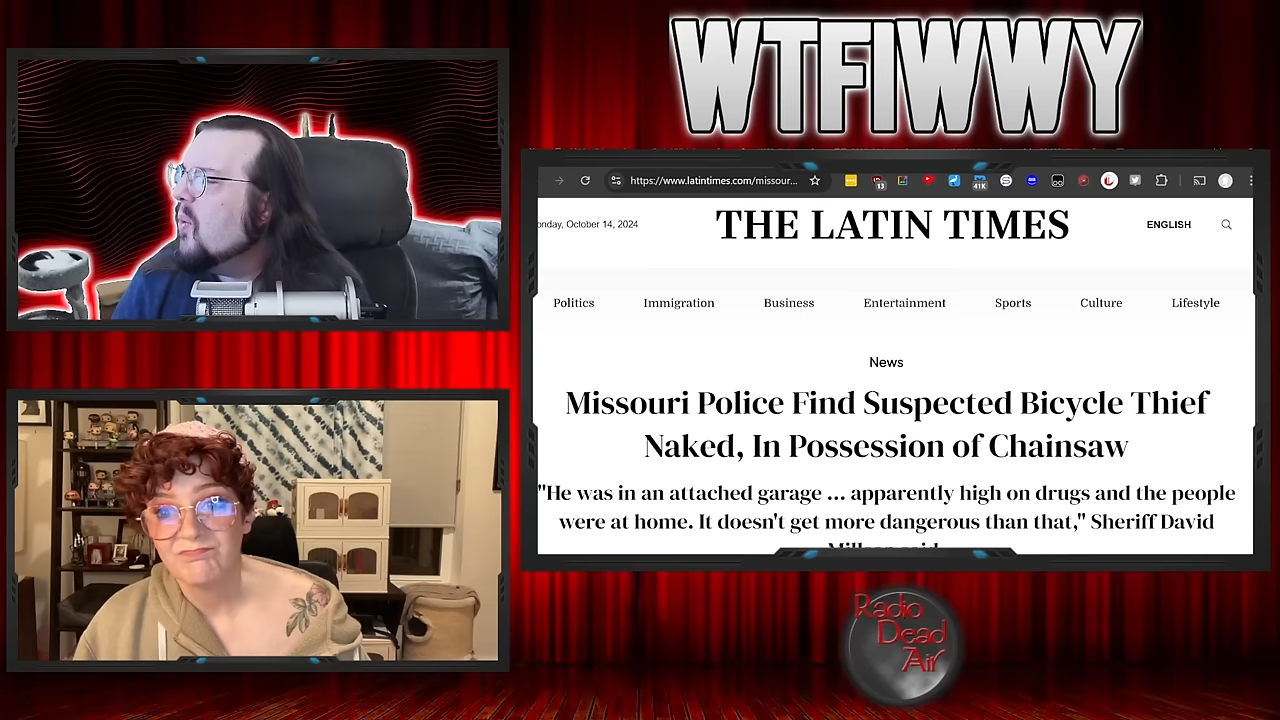 WTFIWWY
https://www.latintimes.com/missour...
13
41K
onday, October 14, 2024
THE LATIN TIMES
ENGLISH
Politics
Immigration
Business
Entertainment
Sports
Culture
Lifestyle
News
Missouri Police Find Suspected Bicycle Thief
Naked, In Possession of Chainsaw
"He was in an attached garage ... apparently high on drugs and the people
were at home. It doesn't get more dangerous than that," Sheriff David
Radio
Dead
Air